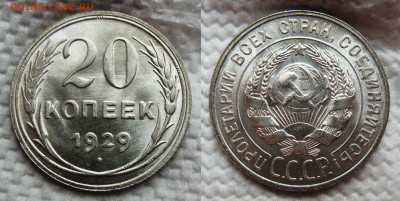 20
КОПЕЕК
1929
ПРОЛЕТАРИИ ВСЕХ СТРАН, СОЕДИНЯЙТЕСЬ!
С.С.С.Р.